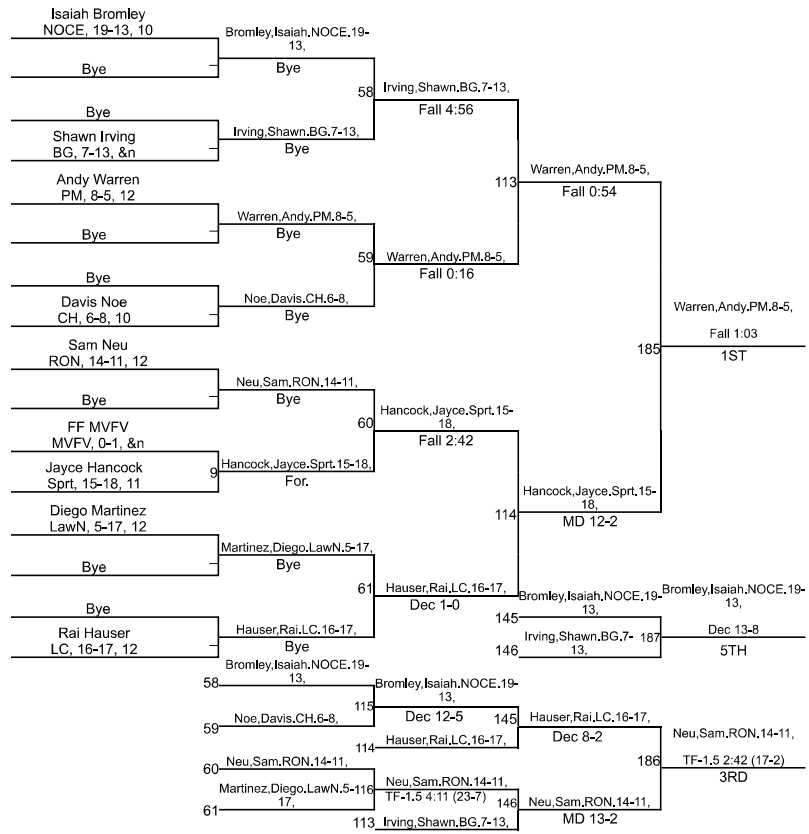 Isaiah Bromley
NOCE, 19-13, 10
Bye
Bye
Shawn Irving
BG, 7-13, &n
Andy Warren
PM, 8-5, 12
Bye
Bye
Davis Noe
CH, 6-8, 10
Sam Neu
RON, 14-11, 12
Bye
FF MVFV
MVFV, 0-1, &n
Jayce Hancock
Sprt, 15-18, 11
Diego Martinez
LawN, 5-17, 12
Bye
Bye
Rai Hauser
LC, 16-17, 12
Bromley,Isaiah.NOCE.19-
13,
Bye
Irving,Shawn.BG.7-13,
Bye
Warren,Andy.PM.8-5,
Bye
Noe,Davis.CH.6-8,
Bye
Neu,Sam.RON.14-11,
Bye
9
Hancock,Jayce.Sprt.15-18,
For.
Martinez,Diego.LawN.5-17,
Bye
Hauser,Rai.LC.16-17,
Bye
58
Irving,Shawn.BG.7-13,
Fall 4:56
59
Warren,Andy.PM.8-5,
Fall 0:16
60
Hancock,Jayce.Sprt.15-
18,
Fall 2:42
61
Hauser,Rai.LC.16-17,
Dec 1-0
113
Warren,Andy.PM.8-5,
Fall 0:54
114
Hancock,Jayce.Sprt.15-
18,
MD 12-2
185
Warren,Andy.PM.8-5,
Fall 1:03
1ST
145
Bromley,Isaiah.NOCE.19-
13,
146
Irving,Shawn.BG.7-
13,
187
Bromley,Isaiah.NOCE.19-
13,
Dec 13-8
5TH
58
Bromley,Isaiah.NOCE.19-
13,
59
Noe,Davis.CH.6-8,
115
Bromley,Isaiah.NOCE.19-
13,
Dec 12-5
114
Hauser,Rai.LC.16-17,
145
Hauser,Rai.LC.16-17,
Dec 8-2
60
Neu,Sam.RON.14-11,
61
Martinez,Diego.LawN.5-
17,
116
Neu,Sam.RON.14-11,
TF-1.5 4:11 (23-7)
113
Irving,Shawn.BG.7-13,
146
Neu,Sam.RON.14-11,
MD 13-2
186
Neu,Sam.RON.14-11,
TF-1.5 2:42 (17-2)
3RD